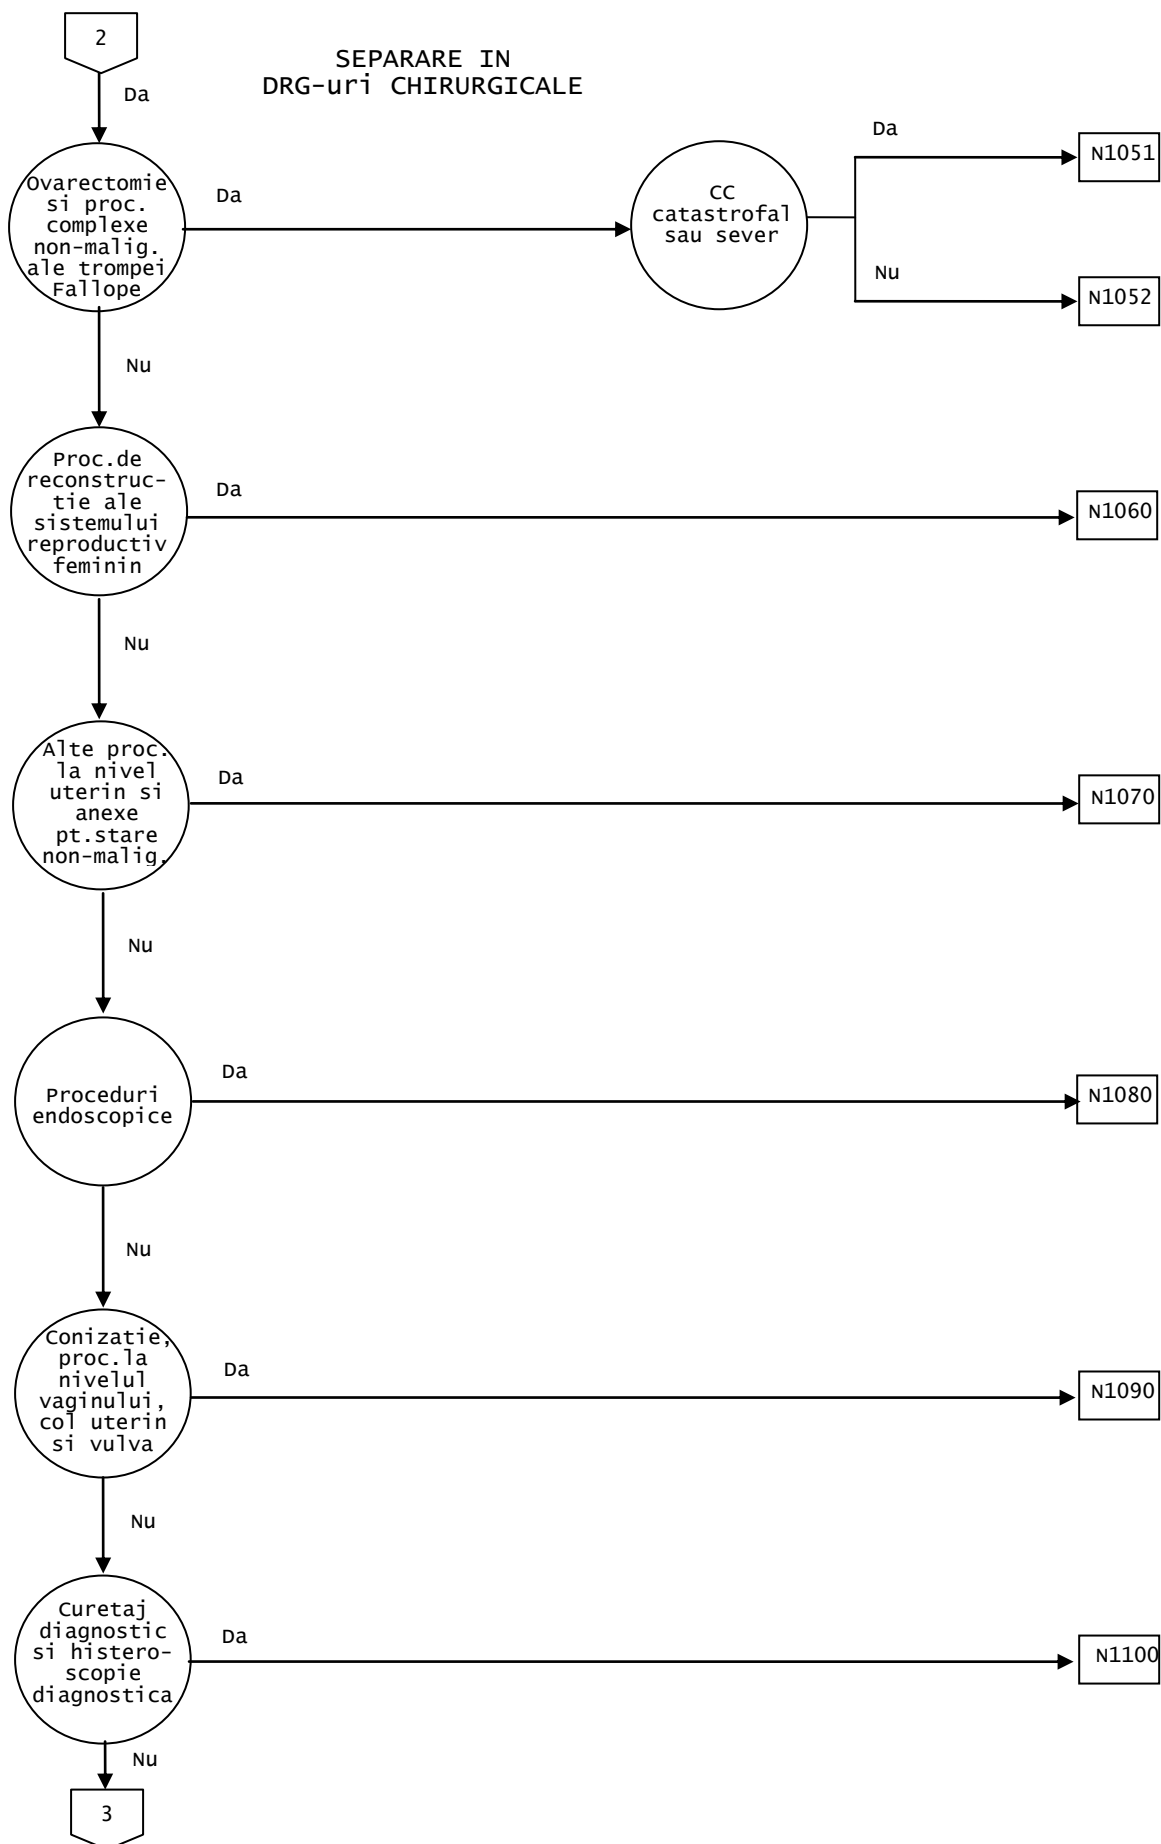 2
SEPARARE IN
DRG-uri CHIRURGICALE
Da
Ovarectomie
si proc.
complexe
non-malig.
ale trompei
Fallope
Da
CC
catastrofal
sau sever
Da
N1051
Nu
N1052
Nu
Proc.de
reconstruc-
tie ale
sistemului
reproductiv
feminin
Da
N1060
Nu
Alte proc.
la nivel
uterin si
anexe
pt.stare
non-malig.
Da
N1070
Nu
Proceduri
endoscopice
Da
N1080
Nu
Conizatie,
proc.la
nivelul
vaginului,
col uterin
si vulva
Da
N1090
Nu
Curetaj
diagnostic
si histero-
scopie
diagnostica
Da
N1100
Nu
3